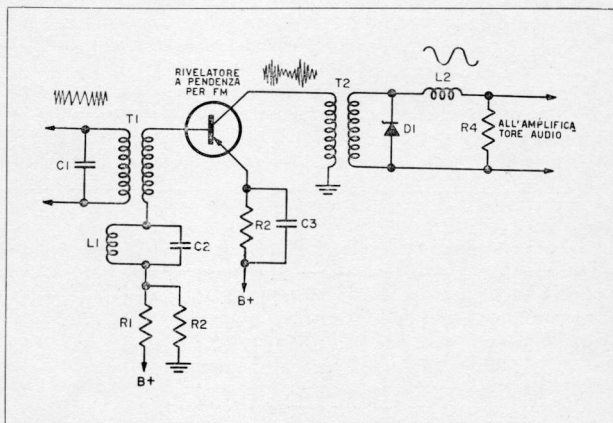 RIVELATORE
A PENDENZA
PER FM
T1
T2
L2
C1
D1
R4
ALL'AMPLIFICA
TORE AUDIO
L1
C2
R2
C3
R1
R2
B+
B+